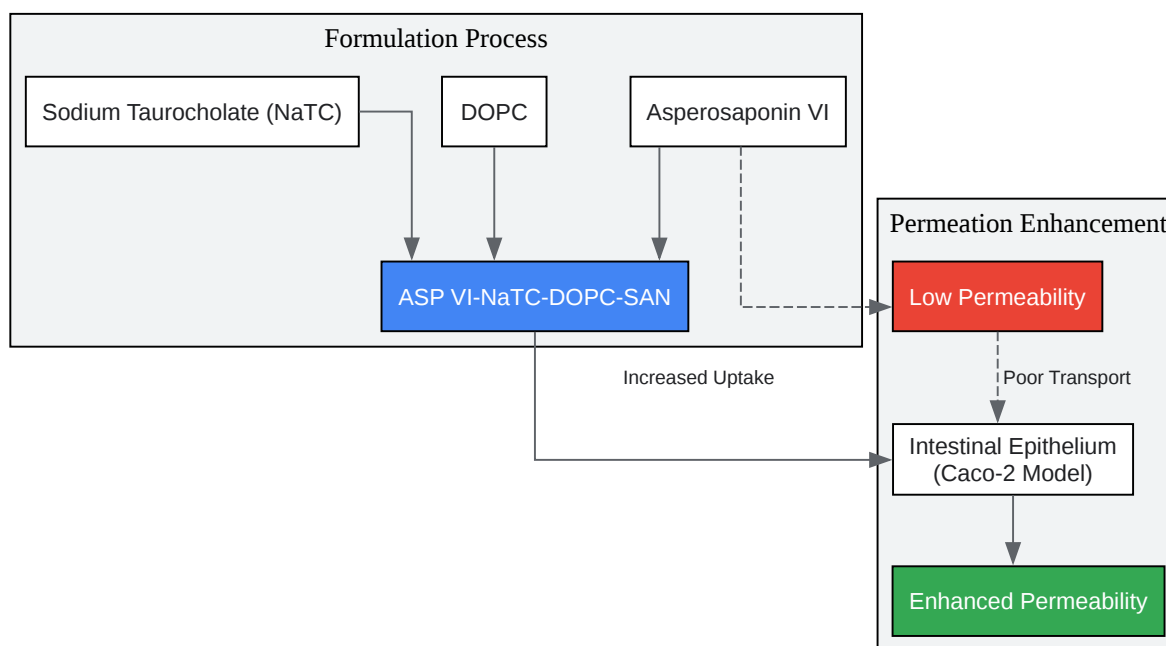 Formulation Process
Sodium Taurocholate (NaTC)
DOPC
Asperosaponin VI
ASP VI-NaTC-DOPC-SAN
Increased Uptake
Permeation Enhancement
Low Permeability
Poor Transport
Intestinal Epithelium
(Caco-2 Model)
Enhanced Permeability